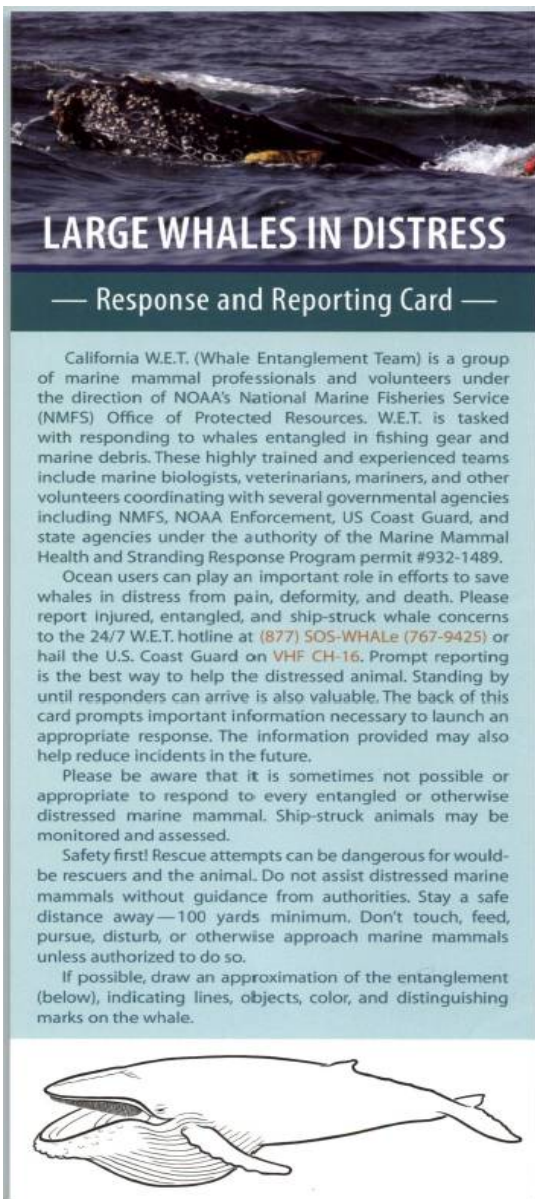 LARGE WHALES IN DISTRESS
— Response and Reporting Card —
California W.E.T. (Whale Entanglement Team) is a group
of marine mammal professionals and volunteers under
the direction of NOAA's National Marine Fisheries Service
(NMFS) Office of Protected Resources. W.E.T. is tasked
with responding to whales entangled in fishing gear and
marine debris. These highly trained and experienced teams
include marine biologists, veterinarians, mariners, and other
volunteers coordinating with several governmental agencies
including NMFS, NOAA Enforcement, US Coast Guard, and
state agencies under the authority of the Marine Mammal
Health and Stranding Response Program permit #932-1489.
Ocean users can play an important role in efforts to save
whales in distress from pain, deformity, and death. Please
report injured, entangled, and ship-struck whale concerns
to the 24/7 W.E.T. hotline at (877) SOS-WHALe (767-9425) or
hail the U.S. Coast Guard on VHF CH-16. Prompt reporting
is the best way to help the distressed animal. Standing by
until responders can arrive is also valuable. The back of this
card prompts important information necessary to launch an
appropriate response. The information provided may also
help reduce incidents in the future.
Please be aware that it is sometimes not possible or
appropriate to respond to every entangled or otherwise
distressed marine mammal. Ship-struck animals may be
monitored and assessed.
Safety first! Rescue attempts can be dangerous for would-
be rescuers and the animal. Do not assist distressed marine
mammals without guidance from authorities. Stay a safe
distance away — 100 yards minimum. Don't touch, feed,
pursue, disturb, or otherwise approach marine mammals
unless authorized to do so.
If possible, draw an approximation of the entanglement
(below), indicating lines, objects, color, and distinguishing
marks on the whale.